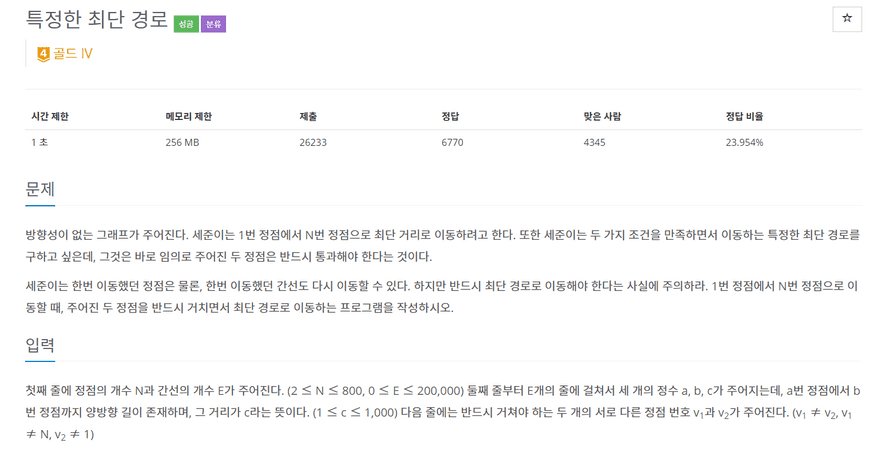 특정한 최단 경로 성공 분류
☆
4 골드 IV
시간 제한 메모리 제한 제출 정답 맞은 사람 정답 비율
1 초 256 MB 26233 6770 4345 23.954%
문제
방향성이 없는 그래프가 주어진다. 세준이는 1번 정점에서 N번 정점으로 최단 거리로 이동하려고 한다. 또한 세준이는 두 가지 조건을 만족하면서 이동하는 특정한 최단 경로를
구하고 싶은데, 그것은 바로 임의로 주어진 두 정점은 반드시 통과해야 한다는 것이다.
세준이는 한번 이동했던 정점은 물론, 한번 이동했던 간선도 다시 이동할 수 있다. 하지만 반드시 최단 경로로 이동해야 한다는 사실에 주의하라. 1번 정점에서 N번 정점으로 이
동할 때, 주어진 두 정점을 반드시 거치면서 최단 경로로 이동하는 프로그램을 작성하시오.
입력
첫째 줄에 정점의 개수 N과 간선의 개수 E가 주어진다. (2 ≤ N ≤ 800, 0 ≤ E ≤ 200,000) 둘째 줄부터 E개의 줄에 걸쳐서 세 개의 정수 a, b, c가 주어지는데, a번 정점에서 b
번 정점까지 양방향 길이 존재하며, 그 거리가 c라는 뜻이다. (1 ≤ c ≤ 1,000) 다음 줄에는 반드시 거쳐야 하는 두 개의 서로 다른 정점 번호 v1과 v2가 주어진다. (v1 ≠ v2, v1
≠ N, v2 ≠ 1)